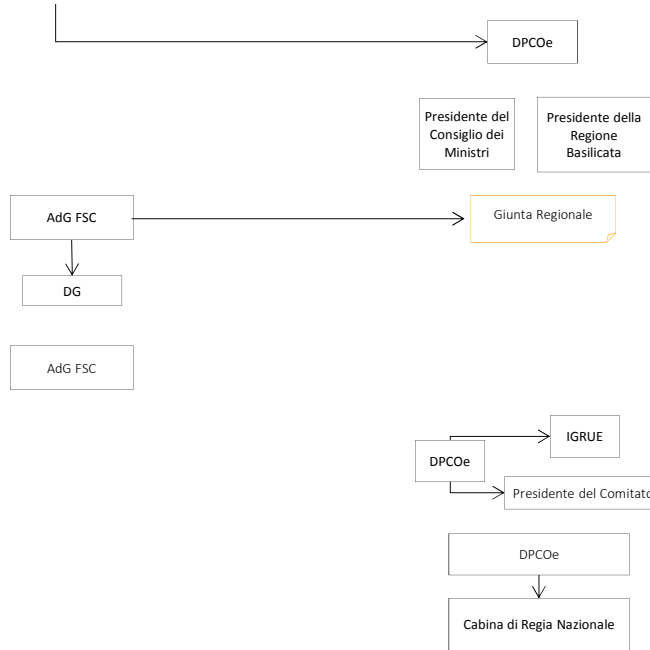 DPCOe
Presidente del
Consiglio dei
Ministri
Presidente della
Regione
Basilicata
AdG FSC
Giunta Regionale
DG
AdG FSC
IGRUE
DPCOe
Presidente del Comitato
DPCOe
Cabina di Regia Nazionale